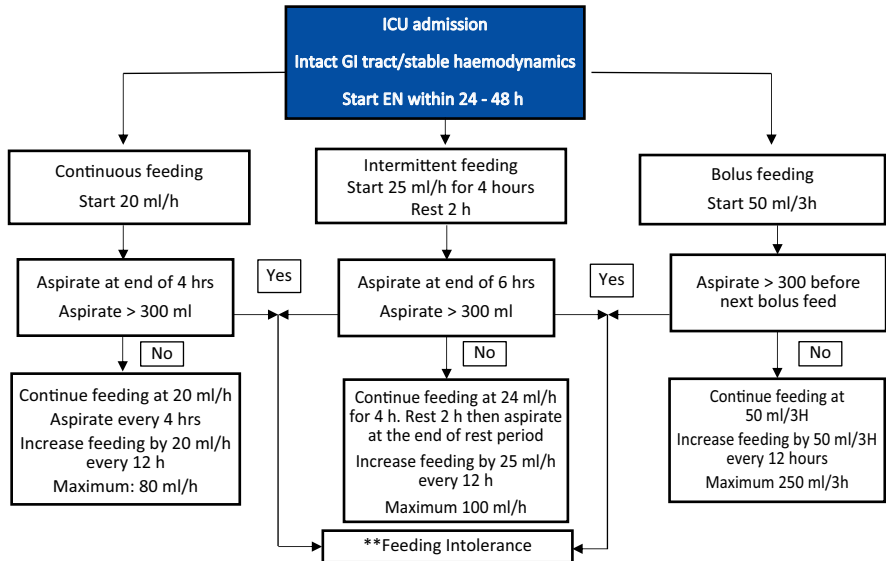 ICU admission
Intact GI tract/stable haemodynamics
Start EN within 24 - 48 h
Continuous feeding
Start 20 ml/h
Intermittent feeding
Start 25 ml/h for 4 hours
Rest 2 h
Bolus feeding
Start 50 ml/3h
Aspirate at end of 4 hrs
Aspirate > 300 ml
Yes
Aspirate at end of 6 hrs
Aspirate > 300 ml
Yes
Aspirate > 300 before
next bolus feed
No
No
No
Continue feeding at 20 ml/h
Aspirate every 4 hrs
Increase feeding by 20 ml/h
every 12 h
Maximum: 80 ml/h
Continue feeding at 24 ml/h
for 4 h. Rest 2 h then aspirate
at the end of rest period
Increase feeding by 25 ml/h
every 12 h
Maximum 100 ml/h
Continue feeding at
50 ml/3H
Increase feeding by 50 ml/3H
every 12 hours
Maximum 250 ml/3h
**Feeding Intolerance